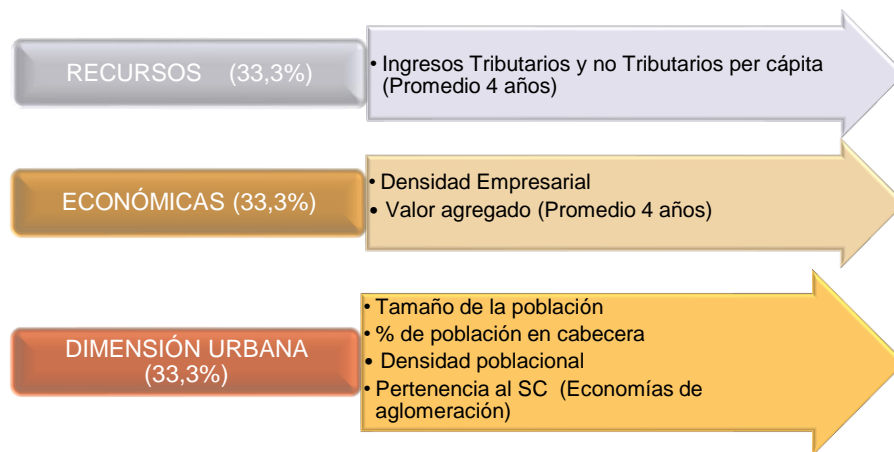 RECURSOS (33,3%)
• Ingresos Tributarios y no Tributarios per cápita
(Promedio 4 años)
ECONÓMICAS (33,3%)
• Densidad Empresarial
• Valor agregado (Promedio 4 años)
DIMENSIÓN URBANA
(33,3%)
• Tamaño de la población
• % de población en cabecera
• Densidad poblacional
• Pertenencia al SC (Economías de
aglomeración)